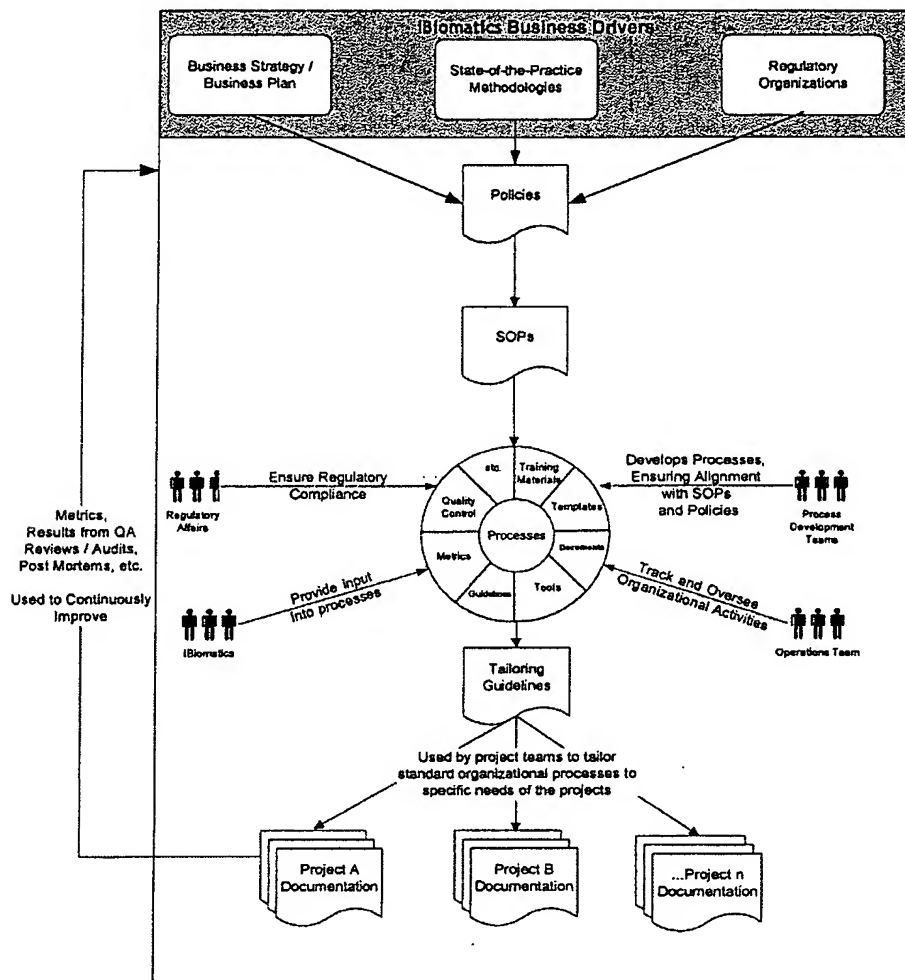 iBiomatics Business Drivers
Business Strategy /
Business Plan
State-of-the-Practice
Methodologies
Regulatory
Organizations
Policies
SOPs
etc.
Training
Materials
Quality
Control
Templates
Processes
Documents
Metrics
Guidelines
Tools
Ensure Regulatory
Compliance
Regulatory
Affairs
Develops Processes,
Ensuring Alignment
with SOPs
and Policies
Process
Development
Teams
Metrics,
Results from QA
Reviews / Audits,
Post Mortems, etc.
Used to Continuously
Improve
Provide Input
Into processes
iBiomatics
Track and Oversee
Organizational Activities
Operations Team
Tailoring
Guidelines
Used by project teams to tailor
standard organizational processes to
specific needs of the projects
Project A
Documentation
Project B
Documentation
...Project n
Documentation